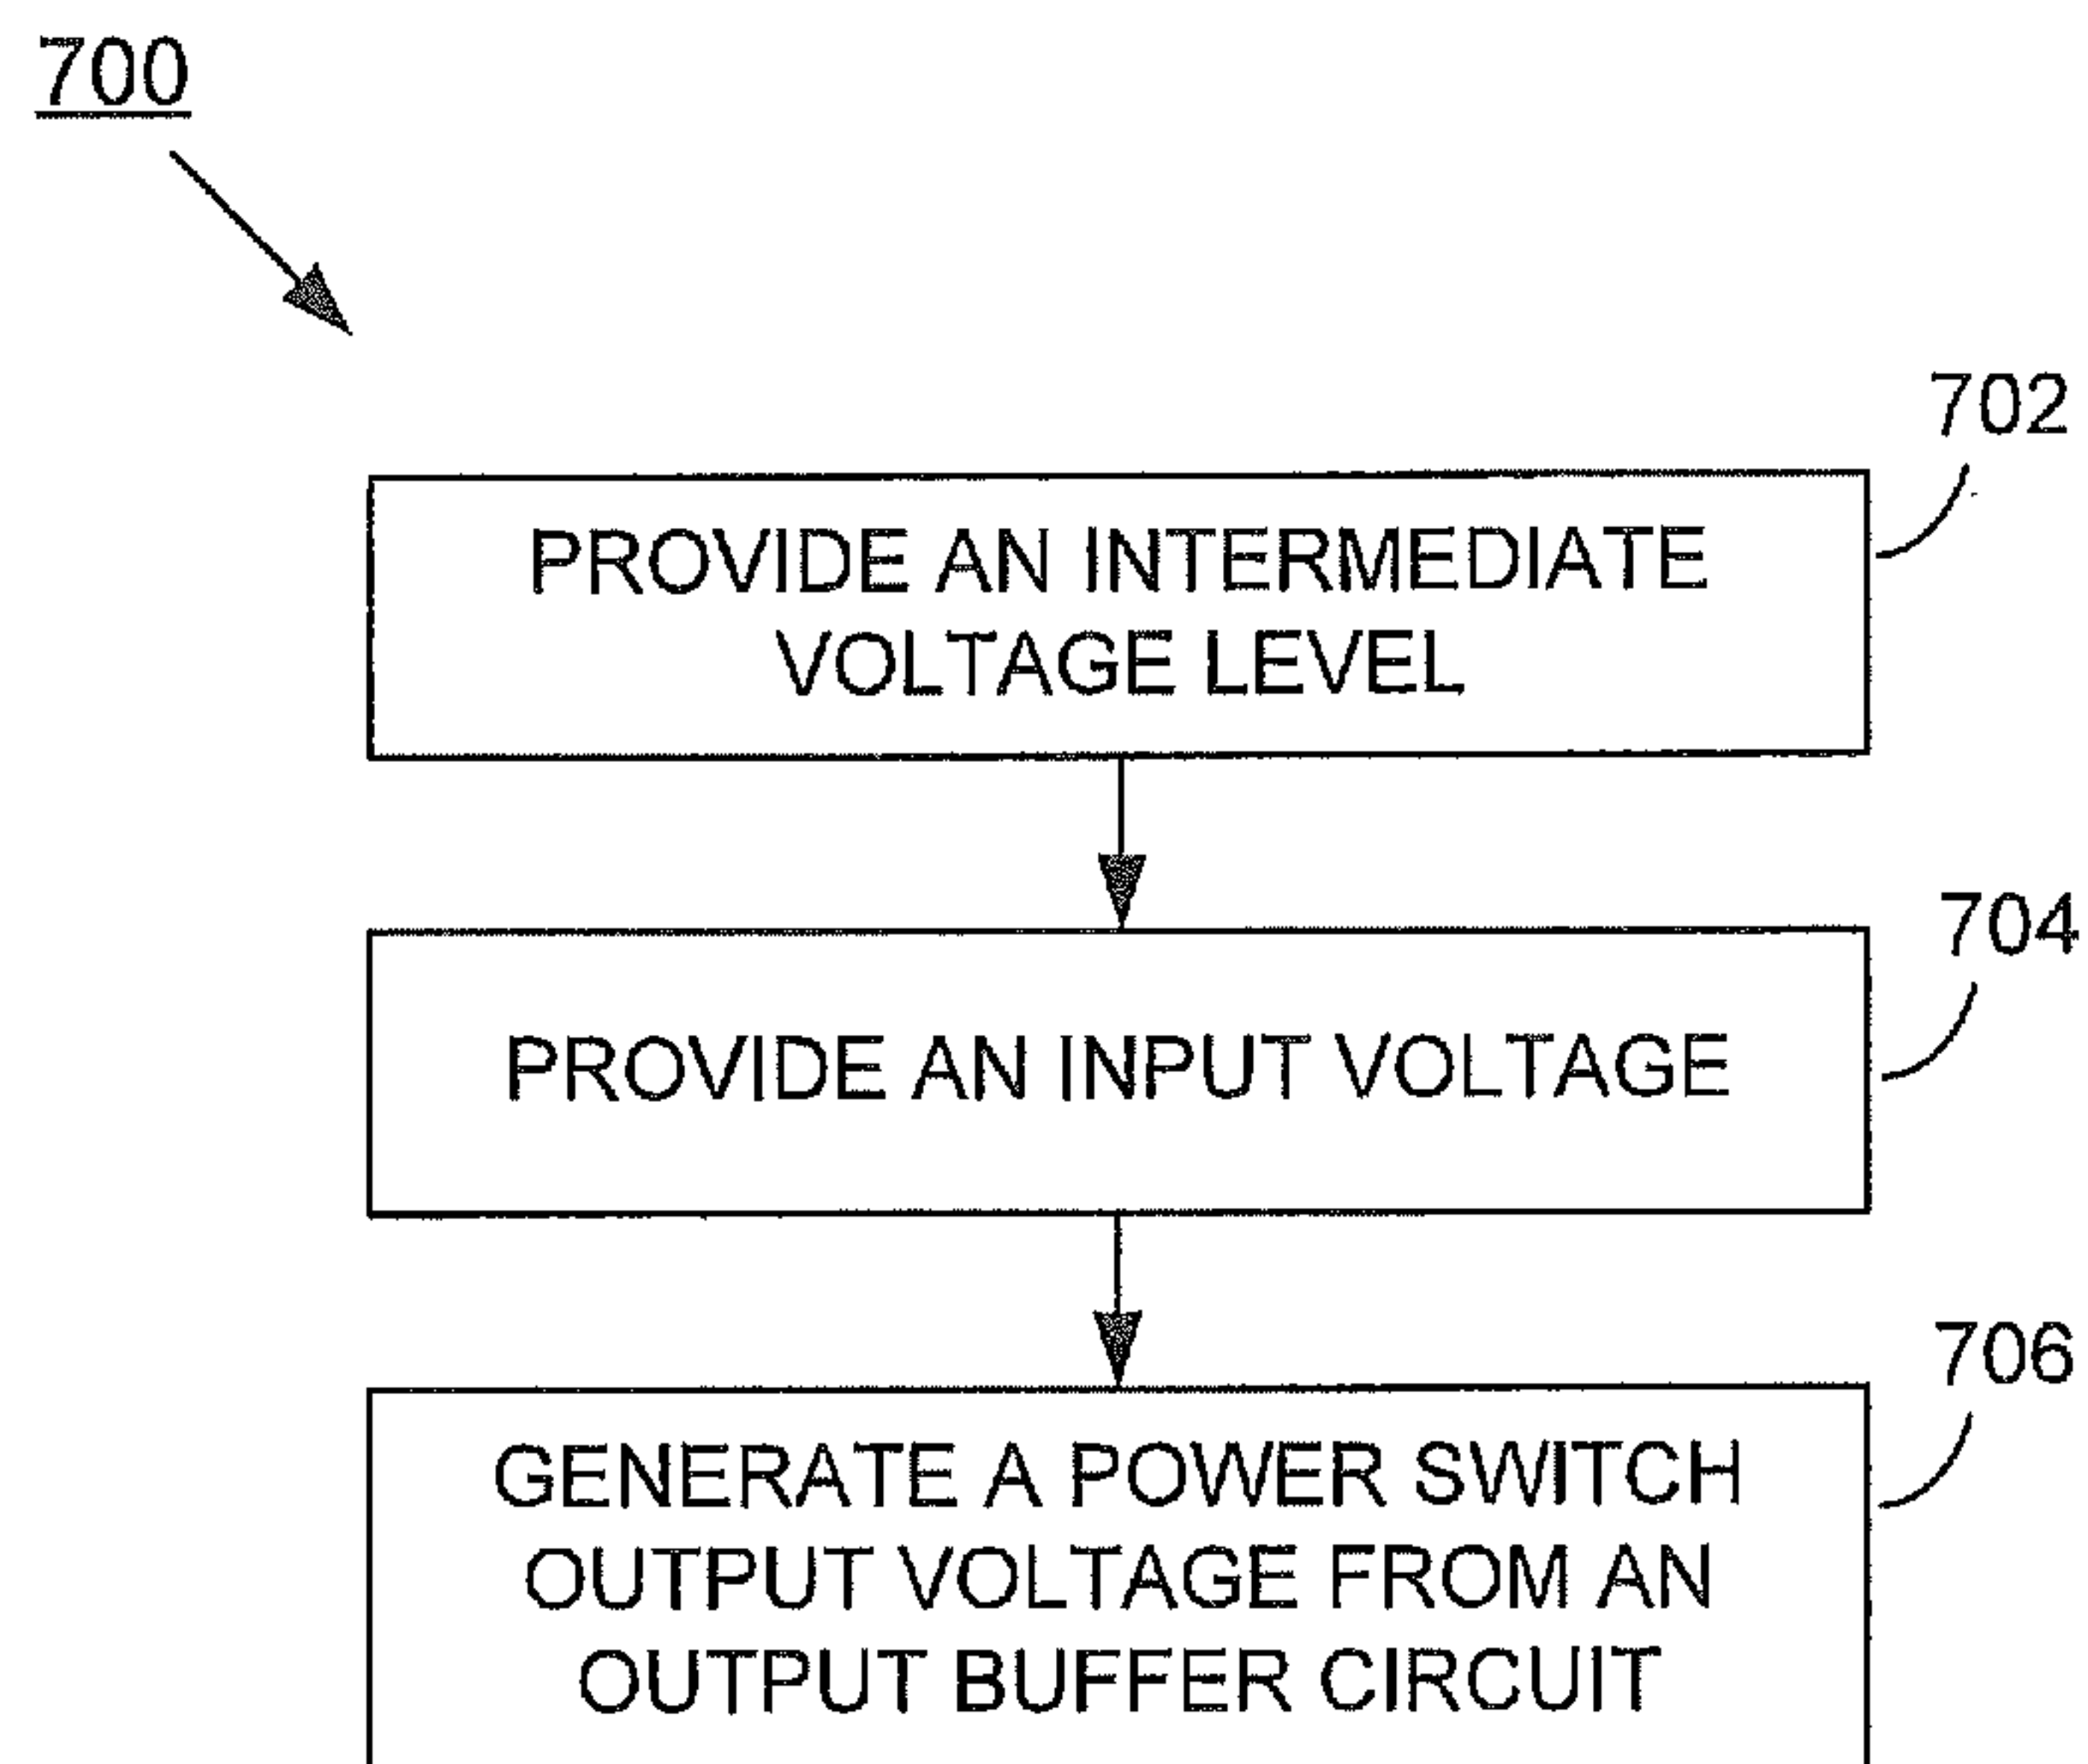 700
702
PROVIDE AN INTERMEDIATE
VOLTAGE LEVEL
704
PROVIDE AN INPUT VOLTAGE
706
GENERATE A POWER SWITCH
OUTPUT VOLTAGE FROM AN
OUTPUT BUFFER CIRCUIT